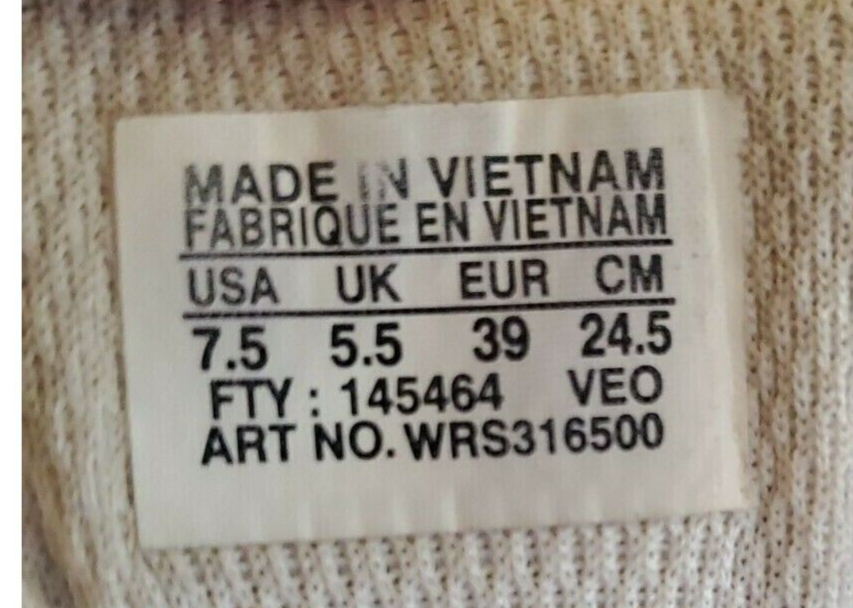 MADE IN VIETNAM
FABRIQUE EN VIETNAM
USA UK EUR CM
7.5 5.5 39 24.5
FTY : 145464 VEO
ART NO. WRS316500